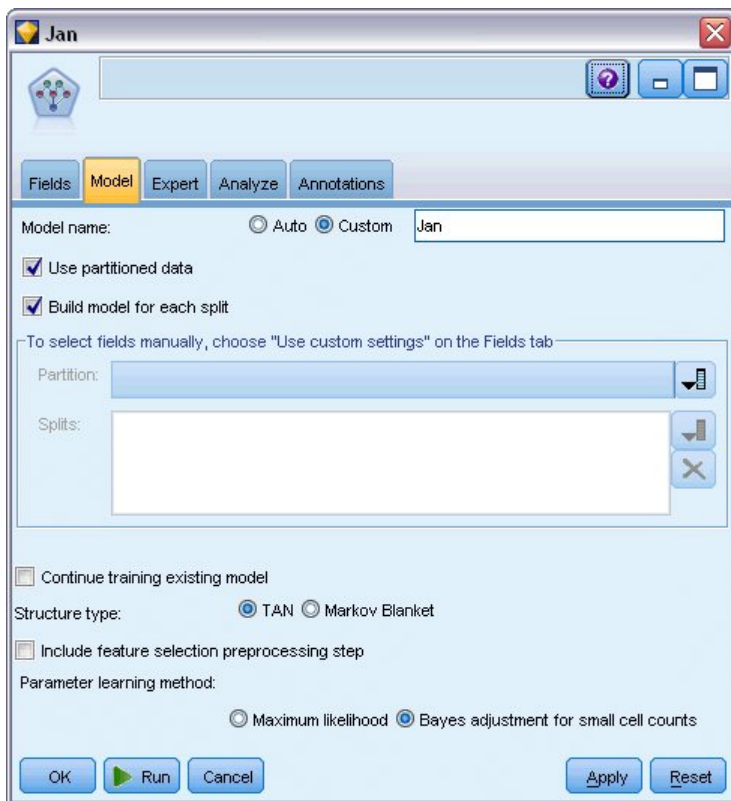 Jan
Fields Model Expert Analyze Annotations
Model name: Auto Custom Jan
Use partitioned data
Build model for each split
To select fields manually, choose "Use custom settings" on the Fields tab
Partition:
Splits:
Continue training existing model
Structure type: TAN Markov Blanket
Include feature selection preprocessing step
Parameter learning method:
Maximum likelihood Bayes adjustment for small cell counts
OK Run Cancel Apply Reset